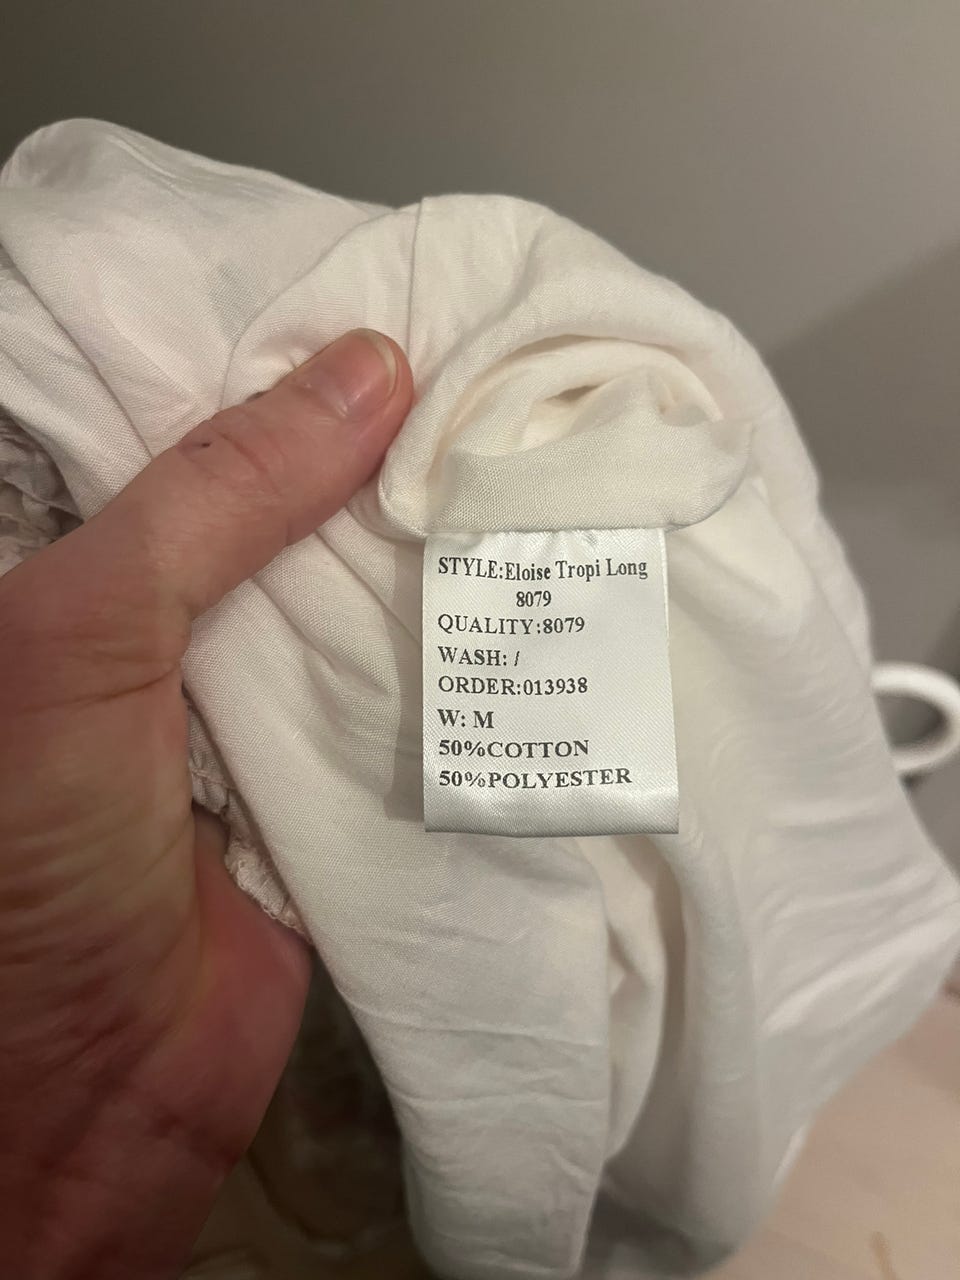 STYLE:Eloise Tropi Long
8079
QUALITY:8079
WASH: /
ORDER:013938
W: M
50%COTTON
50%POLYESTER